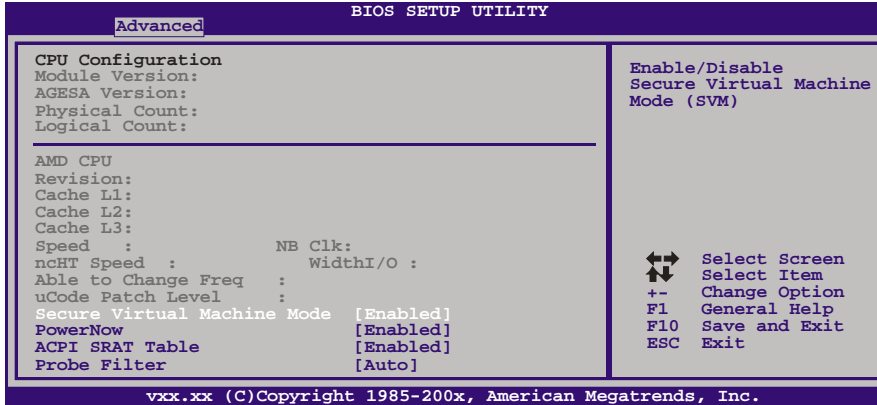 BIOS SETUP UTILITY
Advanced
CPU Configuration
Module Version:
AGESA Version:
Physical Count:
Logical Count:
AMD CPU
Revision:
Cache L1:
Cache L2:
Cache L3:
Speed : NB Clk:
ncHT Speed : WidthI/O :
Able to Change Freq :
uCode Patch Level :
Secure Virtual Machine Mode [Enabled]
PowerNow [Enabled]
ACPI SRAT Table [Enabled]
Probe Filter [Auto]
Enable/Disable
Secure Virtual Machine
Mode (SVM)
Select Screen
Select Item
+- Change Option
F1 General Help
F10 Save and Exit
ESC Exit
vxx.xx (C)Copyright 1985-200x, American Megatrends, Inc.